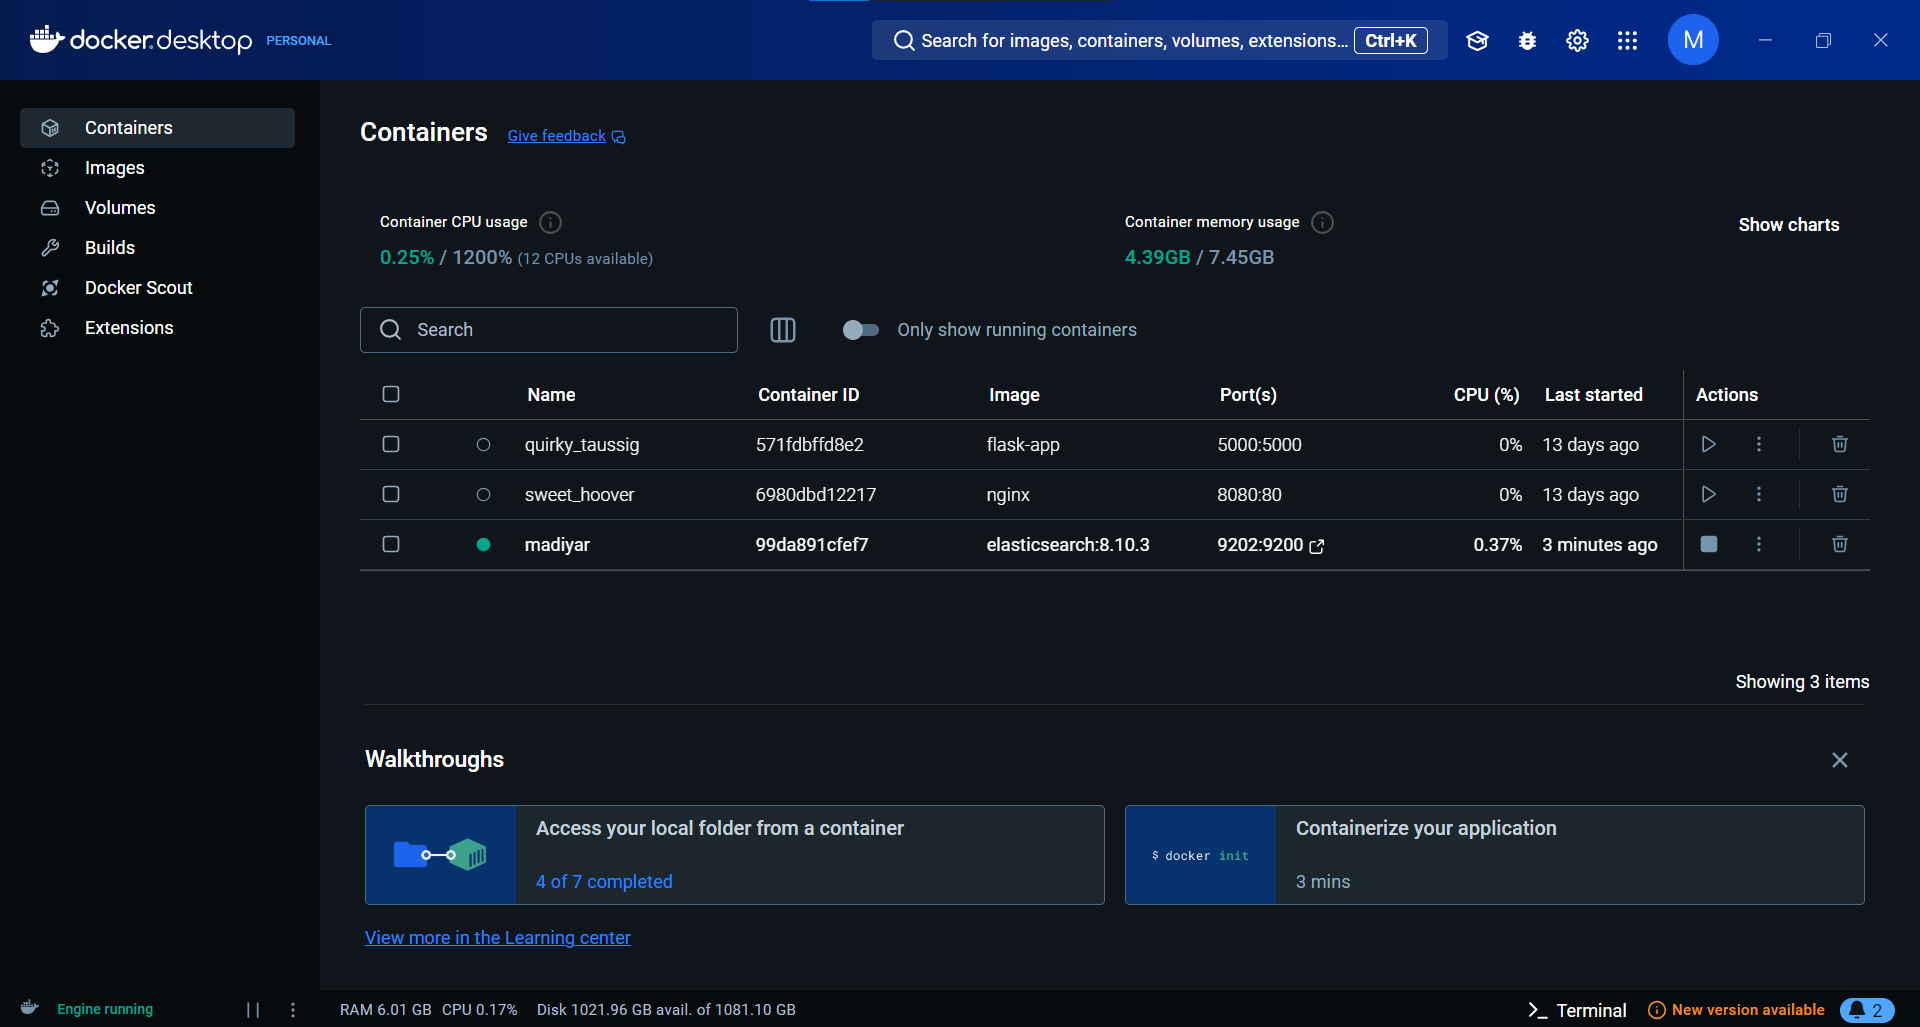 docker.desktop PERSONAL
Search for images, containers, volumes, extensions... Ctrl+K
M
Containers
Images
Volumes
Builds
Docker Scout
Extensions
Containers Give feedback
Container CPU usage
0.25% / 1200% (12 CPUs available)
Container memory usage
4.39GB / 7.45GB
Show charts
Search
Only show running containers
Name Container ID Image Port(s) CPU (%) Last started Actions
quirky_taussig 571fdbffd8e2 flask-app 5000:5000 0% 13 days ago
sweet_hoover 6980dbd12217 nginx 8080:80 0% 13 days ago
madiyar 99da891cfef7 elasticsearch:8.10.3 9202:9200 0.37% 3 minutes ago
Showing 3 items
Walkthroughs
Access your local folder from a container
4 of 7 completed
$ docker init
Containerize your application
3 mins
View more in the Learning center
Engine running
RAM 6.01 GB CPU 0.17% Disk 1021.96 GB avail. of 1081.10 GB
Terminal
New version available
2